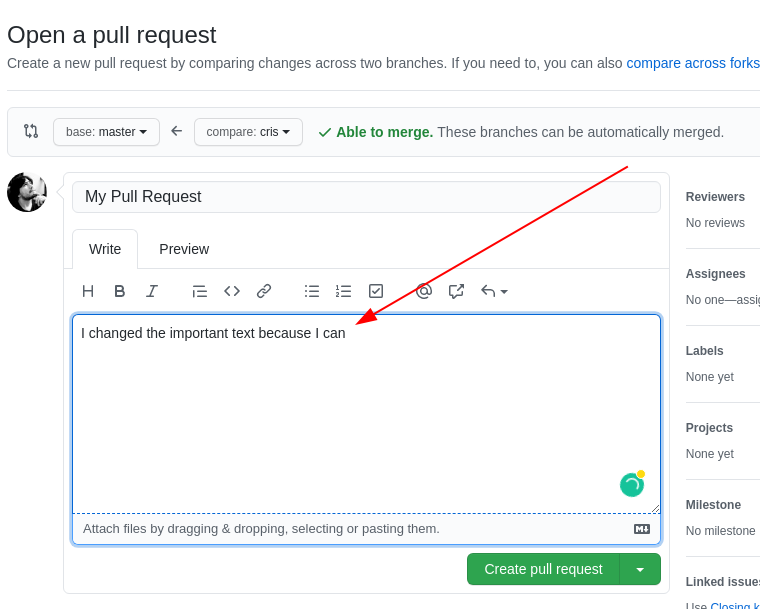 Open a pull request
Create a new pull request by comparing changes across two branches. If you need to, you can also compare across forks
base: master
compare: cris
Able to merge. These branches can be automatically merged.
My Pull Request
Write
Preview
I changed the important text because I can
Attach files by dragging & dropping, selecting or pasting them.
Create pull request
Reviewers
No reviews
Assignees
No one—assig
Labels
None yet
Projects
None yet
Milestone
No milestone
Linked issues
Use Closing k